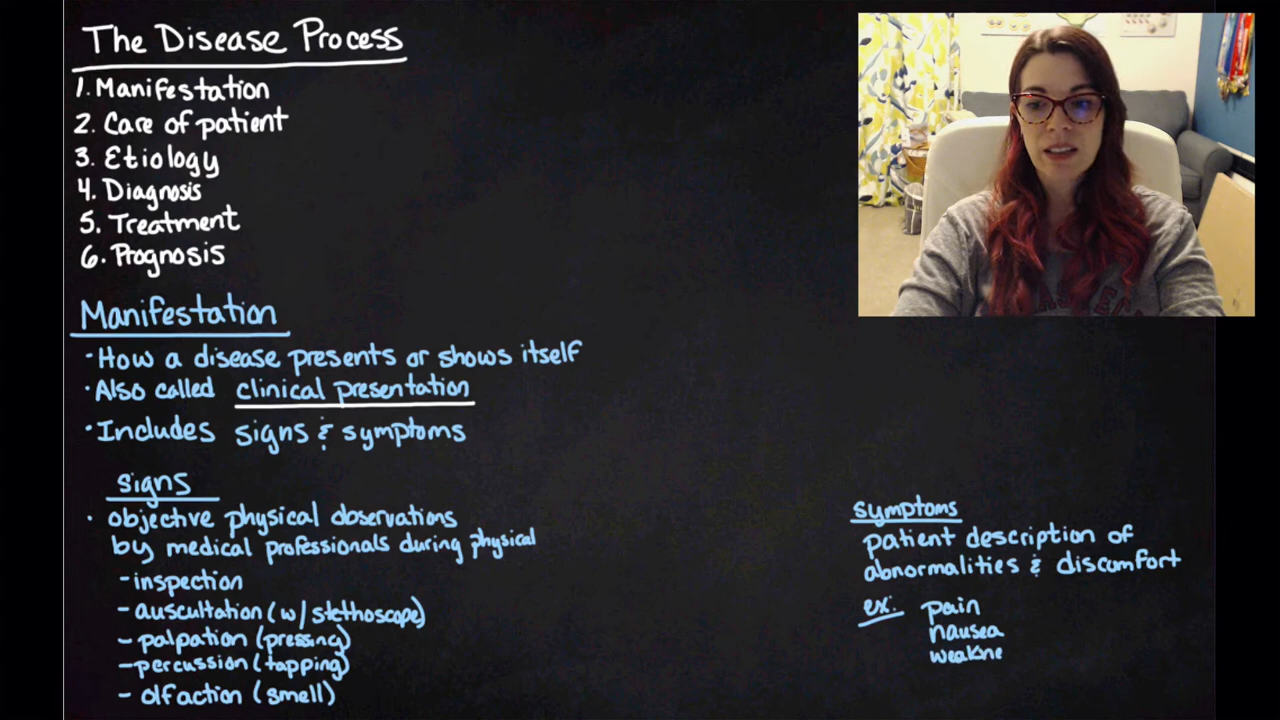 The Disease Process
1. Manifestation
2. Care of patient
3. Etiology
4. Diagnosis
5. Treatment
6. Prognosis
Manifestation
• How a disease presents or shows itself
• Also called clinical presentation
• Includes signs & symptoms
signs
• objective physical observations
by medical professionals during physical
- inspection
- auscultation (w/ stethoscope)
- palpation (pressing)
- percussion (tapping)
- olfaction (smell)
symptoms
patient description of
abnormalities & discomfort
ex: pain
nausea
weakne